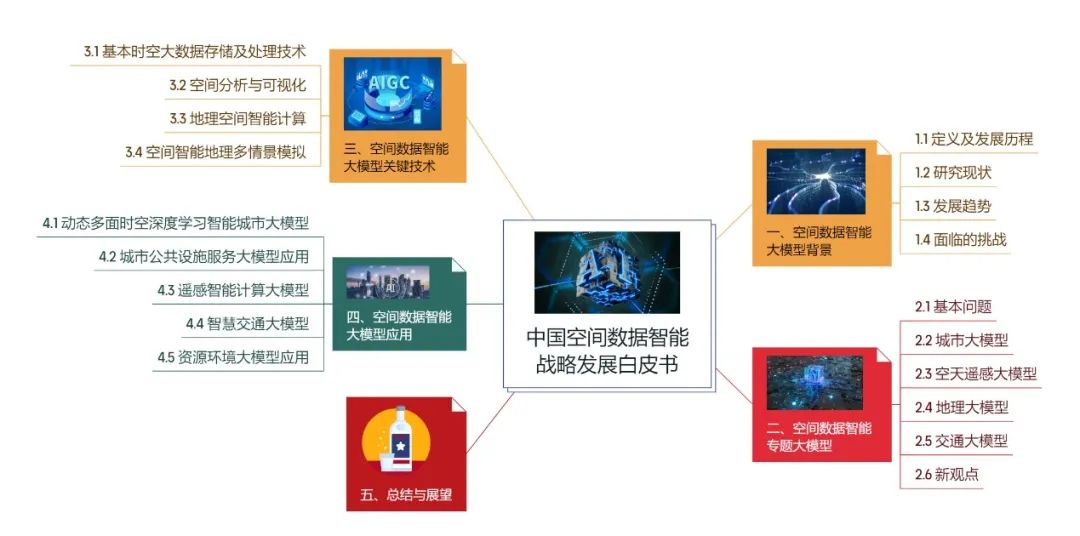 中国空间数据智能
战略发展白皮书
一、空间数据智能
大模型背景
1.1 定义及发展历程
1.2 研究现状
1.3 发展趋势
1.4 面临的挑战
二、空间数据智能
专题大模型
2.1 基本问题
2.2 城市大模型
2.3 空天遥感大模型
2.4 地理大模型
2.5 交通大模型
2.6 新观点
AIGC
三、空间数据智能
大模型关键技术
3.1 基本时空大数据存储及处理技术
3.2 空间分析与可视化
3.3 地理空间智能计算
3.4 空间智能地理多情景模拟
AI
四、空间数据智能
大模型应用
4.1 动态多面时空深度学习智能城市大模型
4.2 城市公共设施服务大模型应用
4.3 遥感智能计算大模型
4.4 智慧交通大模型
4.5 资源环境大模型应用
五、总结与展望
AI